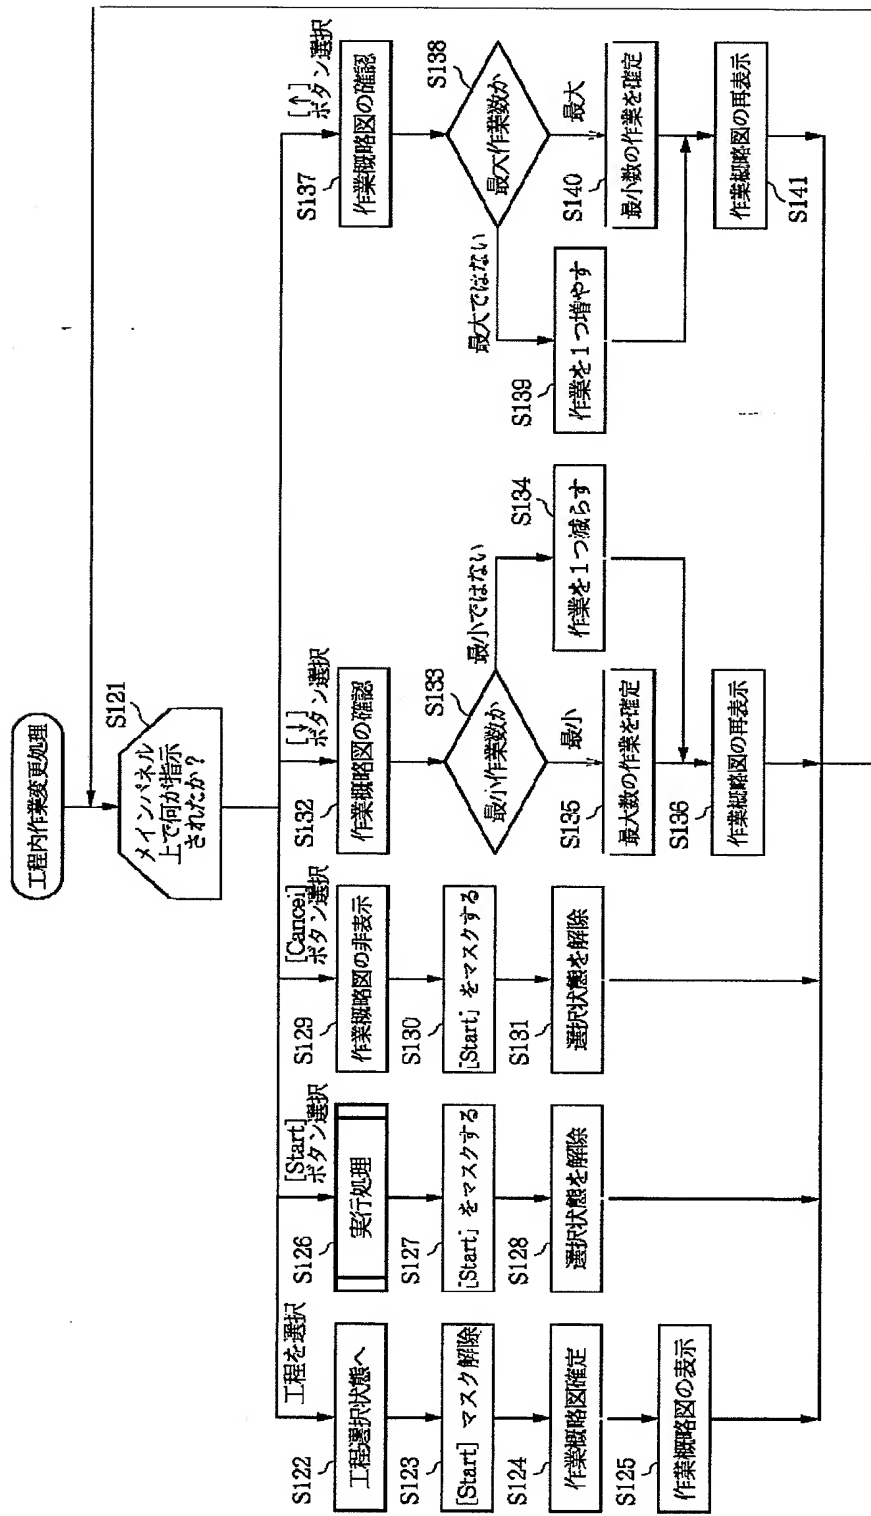 工程内作業変更処理
S121
メインパネル
上で何が指示
されたか?
工程を選択
S122
工程選択状態へ
S123
[Start] マスク解除
S124
作業概略図確定
S125
作業概略図の表示
[Start]
ボタン選択
S126
実行処理
S127
[Start] をマスクする
S128
選択状態を解除
[Cancel]
ボタン選択
S129
作業概略図の非表示
S130
[Start] をマスクする
S131
選択状態を解除
[↓]
ボタン選択
S132
作業概略図の確認
S133
最小作業数か
最小ではない
S134
作業を1つ減らす
最小
S135
最大数の作業を確定
S136
作業概略図の再表示
[↑]
ボタン選択
S137
作業概略図の確認
S138
最大作業数か
最大ではない
S139
作業を1つ増やす
最大
S140
最小数の作業を確定
作業概略図の再表示
S141